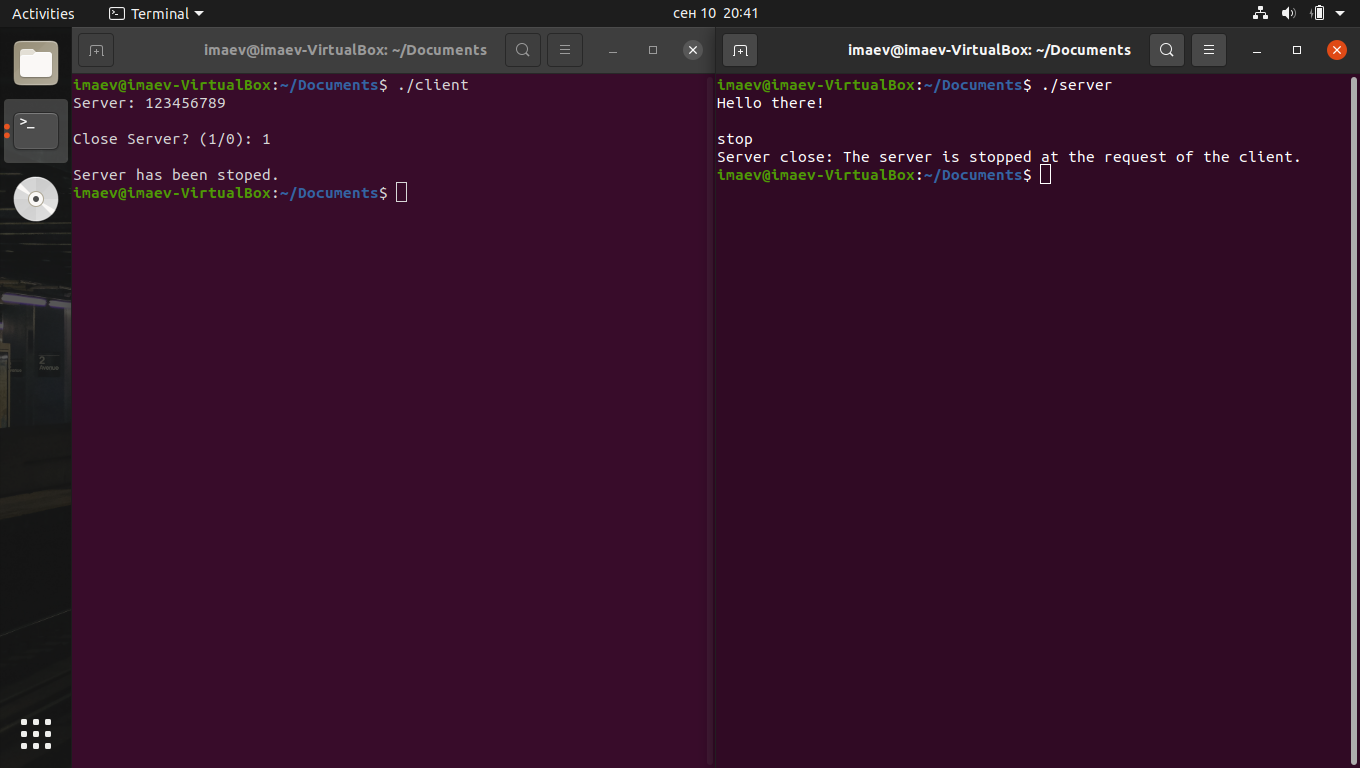 Activities
Terminal
сен 10 20:41
imaev@imaev-VirtualBox: ~/Documents
imaev@imaev-VirtualBox:~/Documents$ ./client
Server: 123456789
Close Server? (1/0): 1
Server has been stoped.
imaev@imaev-VirtualBox:~/Documents$
imaev@imaev-VirtualBox: ~/Documents
imaev@imaev-VirtualBox:~/Documents$ ./server
Hello there!
stop
Server close: The server is stopped at the request of the client.
imaev@imaev-VirtualBox:~/Documents$
>_
2
Avenue